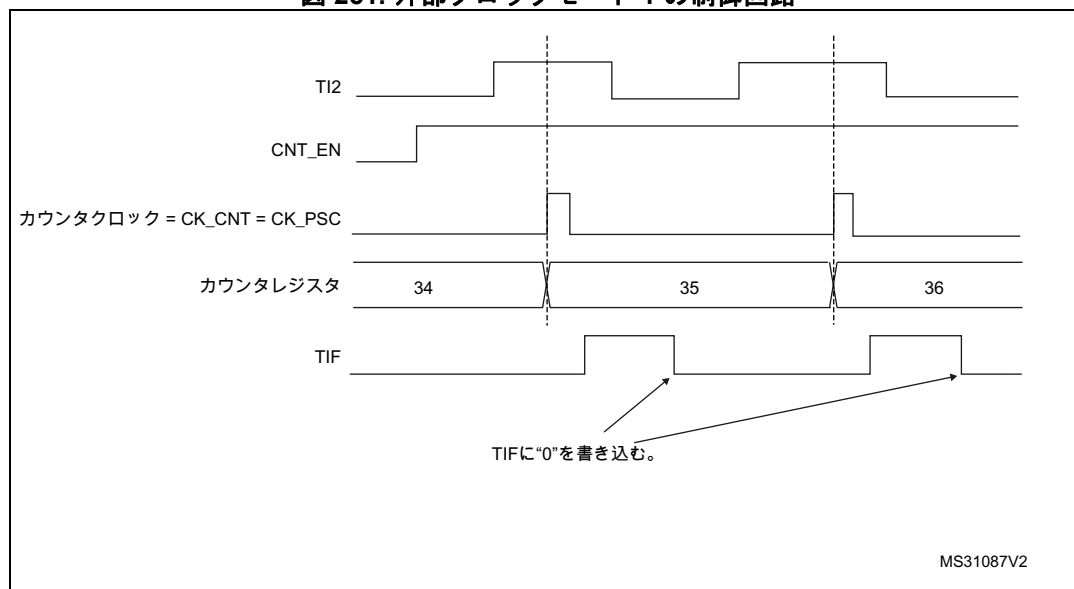 TI2
CNT_EN
カウンタクロック = CK_CNT = CK_PSC
カウンタレジスタ
34
35
36
TIF
TIFに“0”を書き込む。
MS31087V2